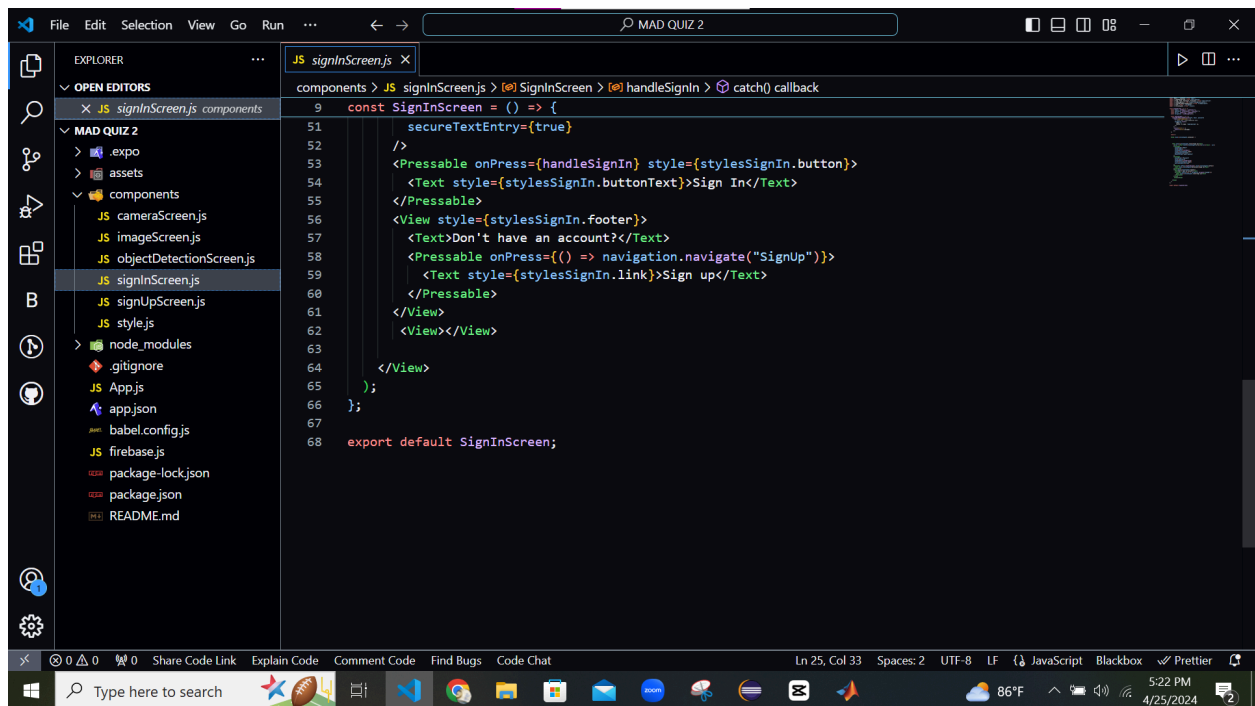 File Edit Selection View Go Run ··· ← → MAD QUIZ 2
EXPLORER ···
OPEN EDITORS
JS signInScreen.js components
MAD QUIZ 2
.expo
assets
components
JS cameraScreen.js
JS imageScreen.js
JS objectDetectionScreen.js
JS signInScreen.js
JS signUpScreen.js
JS style.js
node_modules
.gitignore
JS App.js
app.json
babel.config.js
JS firebase.js
package-lock.json
package.json
README.md
JS signInScreen.js
components > JS signInScreen.js > SignInScreen > handleSignIn > catch() callback
9 const SignInScreen = () => {
51 secureTextEntry={true}
52 />
53 <Pressable onPress={handleSignIn} style={stylesSignIn.button}>
54 <Text style={stylesSignIn.buttonText}>Sign In</Text>
55 </Pressable>
56 <View style={stylesSignIn.footer}>
57 <Text>Don't have an account?</Text>
58 <Pressable onPress={() => navigation.navigate("SignUp")}>
59 <Text style={stylesSignIn.link}>Sign up</Text>
60 </Pressable>
61 </View>
62 <View></View>
63
64 </View>
65 );
66 };
67
68 export default SignInScreen;
0 0 0 Share Code Link Explain Code Comment Code Find Bugs Code Chat Ln 25, Col 33 Spaces: 2 UTF-8 LF JavaScript Blackbox Prettier
Type here to search zoom 86°F 5:22 PM
4/25/2024 2